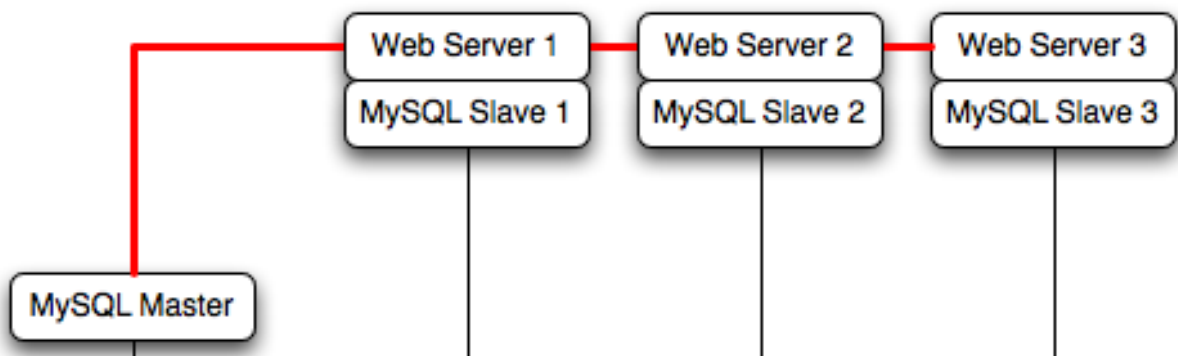 Web Server 1
Web Server 2
Web Server 3
MySQL Slave 1
MySQL Slave 2
MySQL Slave 3
MySQL Master